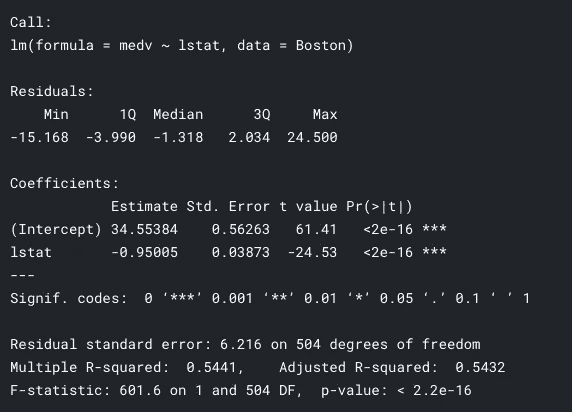 Call:
lm(formula = medv ~ lstat, data = Boston)
Residuals:
    Min      1Q  Median      3Q     Max
-15.168  -3.990  -1.318   2.034  24.500
Coefficients:
            Estimate Std. Error t value Pr(>|t|)
(Intercept) 34.55384    0.56263   61.41   <2e-16 ***
lstat       -0.95005    0.03873  -24.53   <2e-16 ***
---
Signif. codes:  0 ‘***’ 0.001 ‘**’ 0.01 ‘*’ 0.05 ‘.’ 0.1 ‘ ’ 1
Residual standard error: 6.216 on 504 degrees of freedom
Multiple R-squared:  0.5441,    Adjusted R-squared:  0.5432
F-statistic: 601.6 on 1 and 504 DF,  p-value: < 2.2e-16